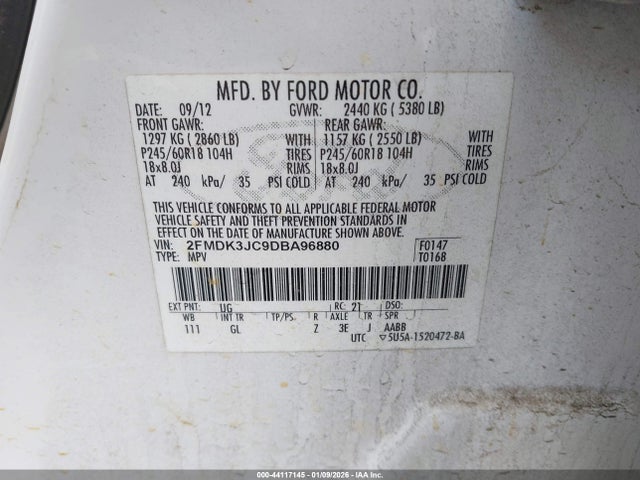 MFD. BY FORD MOTOR CO.
DATE: 09/12 GVWR: 2440 KG ( 5380 LB)
FRONT GAWR: REAR GAWR:
1297 KG ( 2860 LB) WITH 1157 KG ( 2550 LB) WITH
P245/60R18 104H TIRES P245/60R18 104H TIRES
18x8.0J RIMS 18x8.0J RIMS
AT 240 kPa/ 35 PSI COLD AT 240 kPa/ 35 PSI COLD
THIS VEHICLE CONFORMS TO ALL APPLICABLE FEDERAL MOTOR
VEHICLE SAFETY AND THEFT PREVENTION STANDARDS IN
EFFECT ON THE DATE OF MANUFACTURE SHOWN ABOVE.
VIN: 2FMDK3JC9DBA96880 F0147
TYPE: MPV T0168
EXT PNT: UG RC: 21 DSO:
WB INT TR TP/PS R AXLE TR SPR
111 GL Z 3E J AABB
UTC ▽5U5A-1520472-BA
000-44117145 - 01/09/2026 - IAA Holdings, LLC.